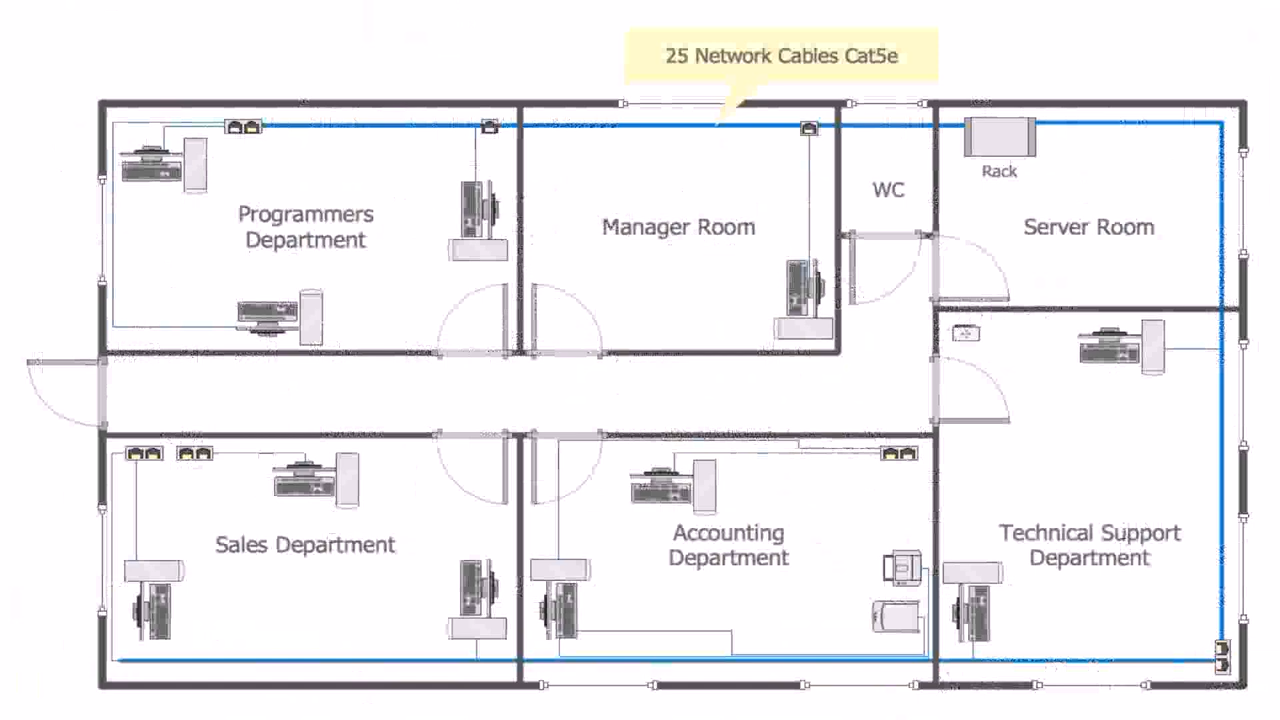 25 Network Cables Cat5e
Rack
WC
Programmers
Department
Manager Room
Server Room
Sales Department
Accounting
Department
Technical Support
Department